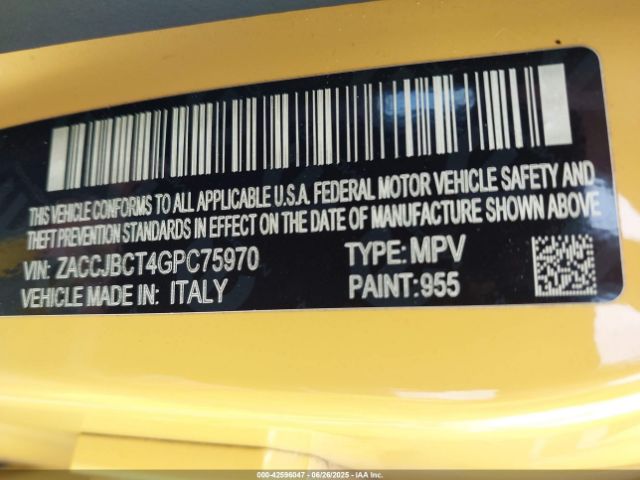 THIS VEHICLE CONFORMS TO ALL APPLICABLE U.S.A. FEDERAL MOTOR VEHICLE SAFETY AND
THEFT PREVENTION STANDARDS IN EFFECT ON THE DATE OF MANUFACTURE SHOWN ABOVE
VIN: ZACCJBCT4GPC75970 TYPE: MPV
VEHICLE MADE IN: ITALY PAINT: 955
000-42596047 - 06/26/2025 - IAA Inc.